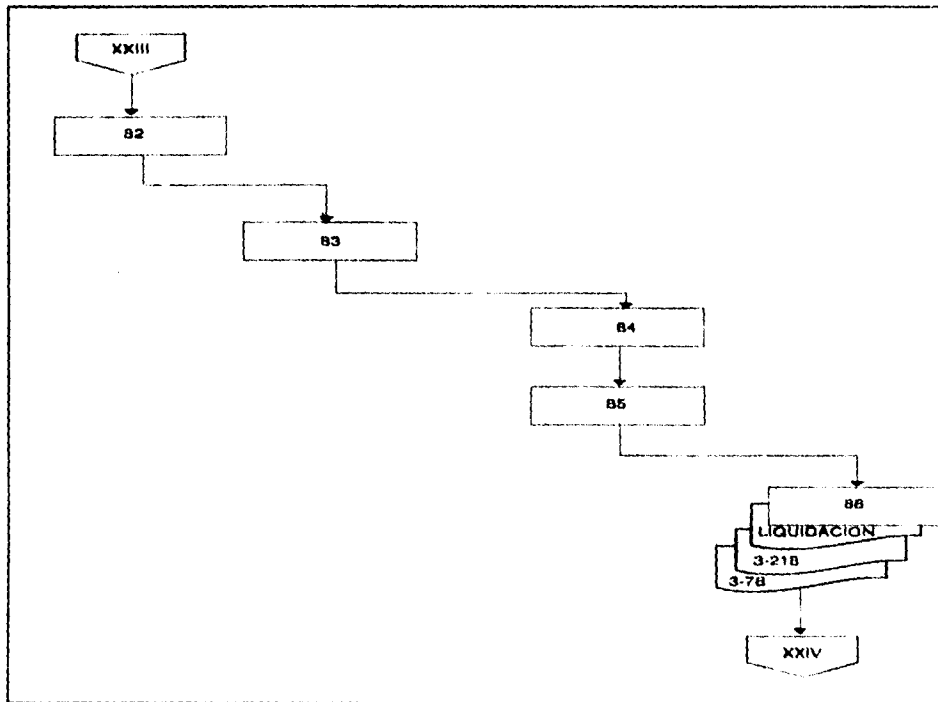 XXIII
82
83
84
85
86
LIQUIDACION
3-218
3-78
XXIV